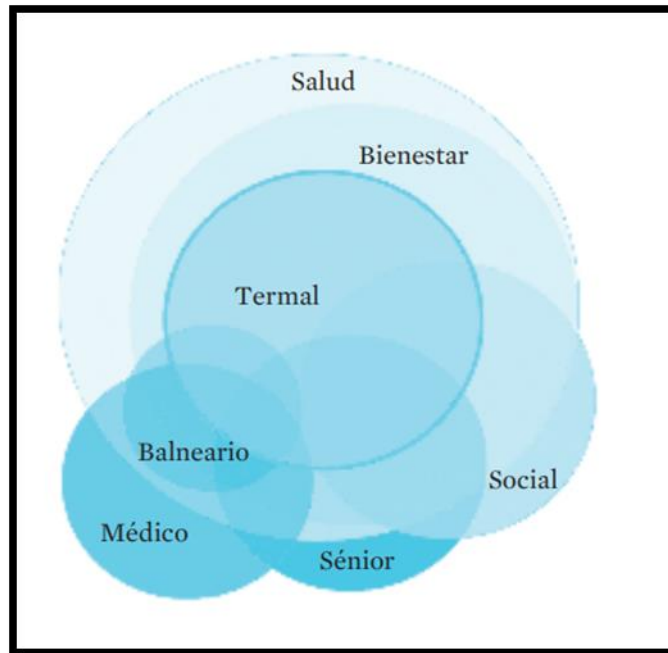 Salud
Bienestar
Termal
Balneario
Social
Médico
Sénior